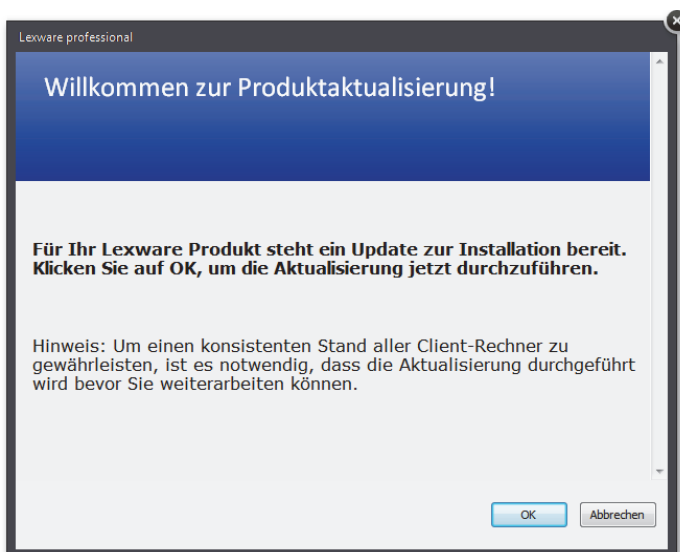 Lexware professional
Willkommen zur Produktaktualisierung!
Für Ihr Lexware Produkt steht ein Update zur Installation bereit.
Klicken Sie auf OK, um die Aktualisierung jetzt durchzuführen.
Hinweis: Um einen konsistenten Stand aller Client-Rechner zu
gewährleisten, ist es notwendig, dass die Aktualisierung durchgeführt
wird bevor Sie weiterarbeiten können.
OK Abbrechen